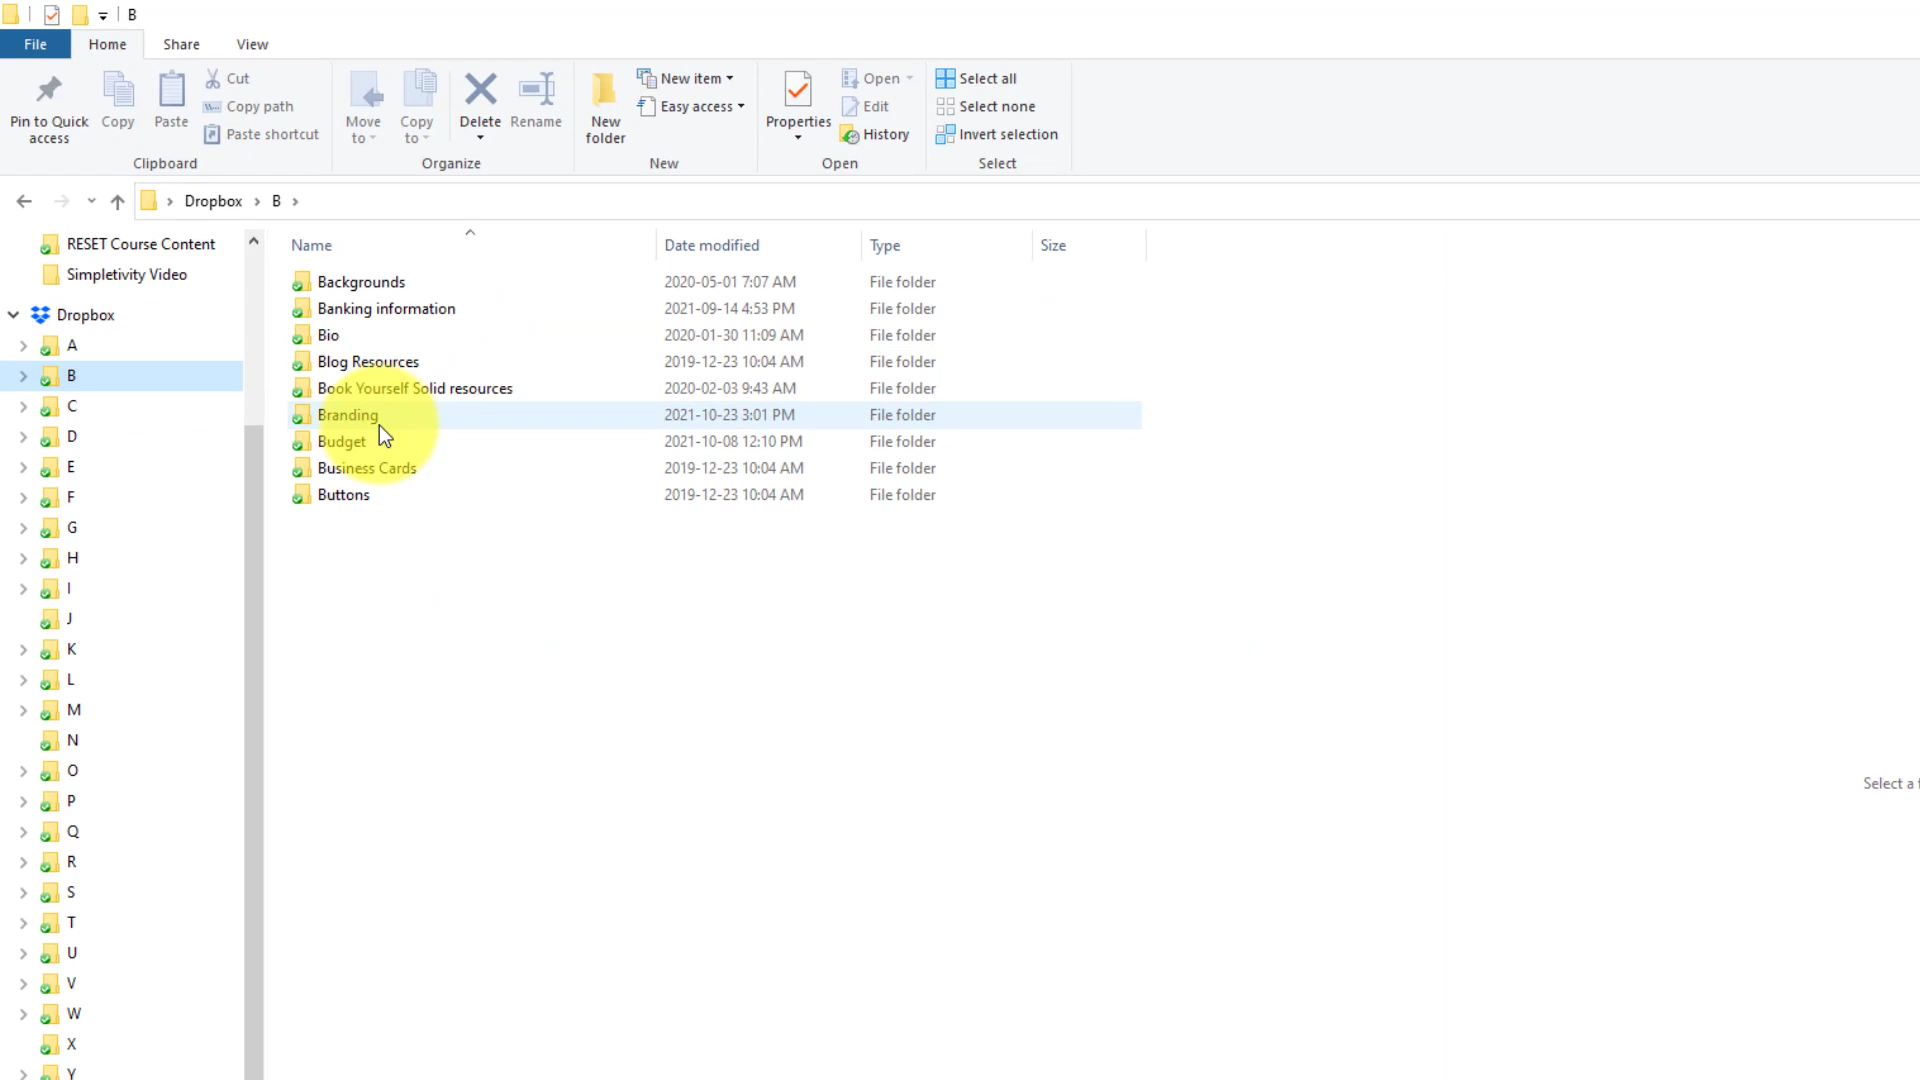 B
File Home Share View
Pin to Quick access Copy Paste Cut Copy path Paste shortcut
Move to Copy to Delete Rename
New folder New item Easy access
Properties Open Edit History
Select all Select none Invert selection
Clipboard Organize New Open Select
Dropbox B
RESET Course Content
Simpletivity Video
Dropbox
A
B
C
D
E
F
G
H
I
J
K
L
M
N
O
P
Q
R
S
T
U
V
W
X
Y
Name Date modified Type Size
Backgrounds 2020-05-01 7:07 AM File folder
Banking information 2021-09-14 4:53 PM File folder
Bio 2020-01-30 11:09 AM File folder
Blog Resources 2019-12-23 10:04 AM File folder
Book Yourself Solid resources 2020-02-03 9:43 AM File folder
Branding 2021-10-23 3:01 PM File folder
Budget 2021-10-08 12:10 PM File folder
Business Cards 2019-12-23 10:04 AM File folder
Buttons 2019-12-23 10:04 AM File folder
Select a